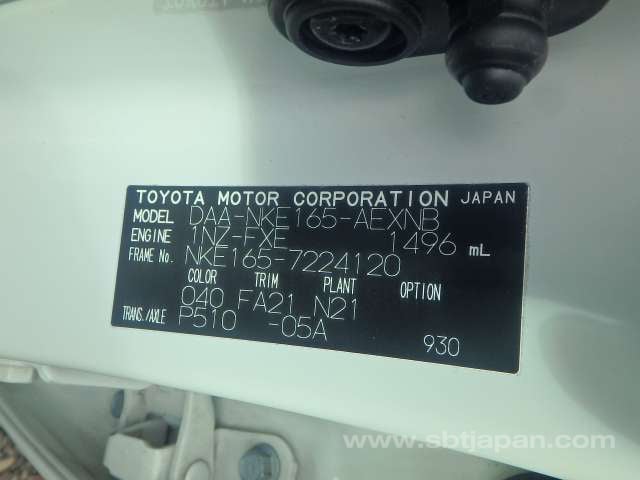 TOYOTA MOTOR CORPORATION JAPAN
MODEL DAA-NKE165-AEXNB
ENGINE 1NZ-FXE 1496 mL
FRAME No. NKE165-7224120
COLOR TRIM PLANT OPTION
040 FA21 N21
TRANS./AXLE P510 -05A
930
www.sbtjapan.com